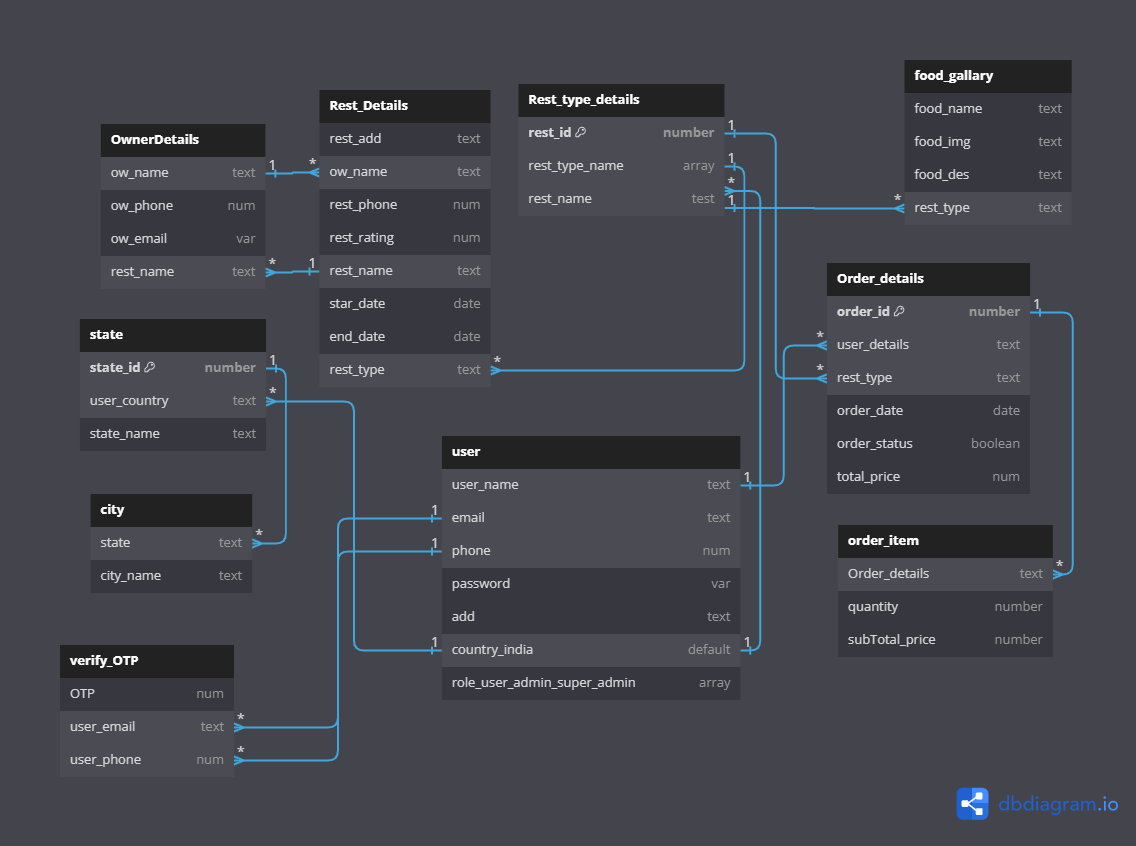 OwnerDetails
ow_name text
ow_phone num
ow_email var
rest_name text
1
*
*
1
Rest_Details
rest_add text
ow_name text
rest_phone num
rest_rating num
rest_name text
star_date date
end_date date
rest_type text
*
Rest_type_details
rest_id number
rest_type_name array
rest_name test
1
1
*
1
food_gallary
food_name text
food_img text
food_des text
rest_type text
*
state
state_id number
user_country text
state_name text
1
*
city
state text
city_name text
*
verify_OTP
OTP num
user_email text
user_phone num
*
*
user
user_name text
email text
phone num
password var
add text
country_india default
role_user_admin_super_admin array
1
1
1
1
1
Order_details
order_id number
user_details text
rest_type text
order_date date
order_status boolean
total_price num
1
*
*
order_item
Order_details text
quantity number
subTotal_price number
*
dbdiagram.io